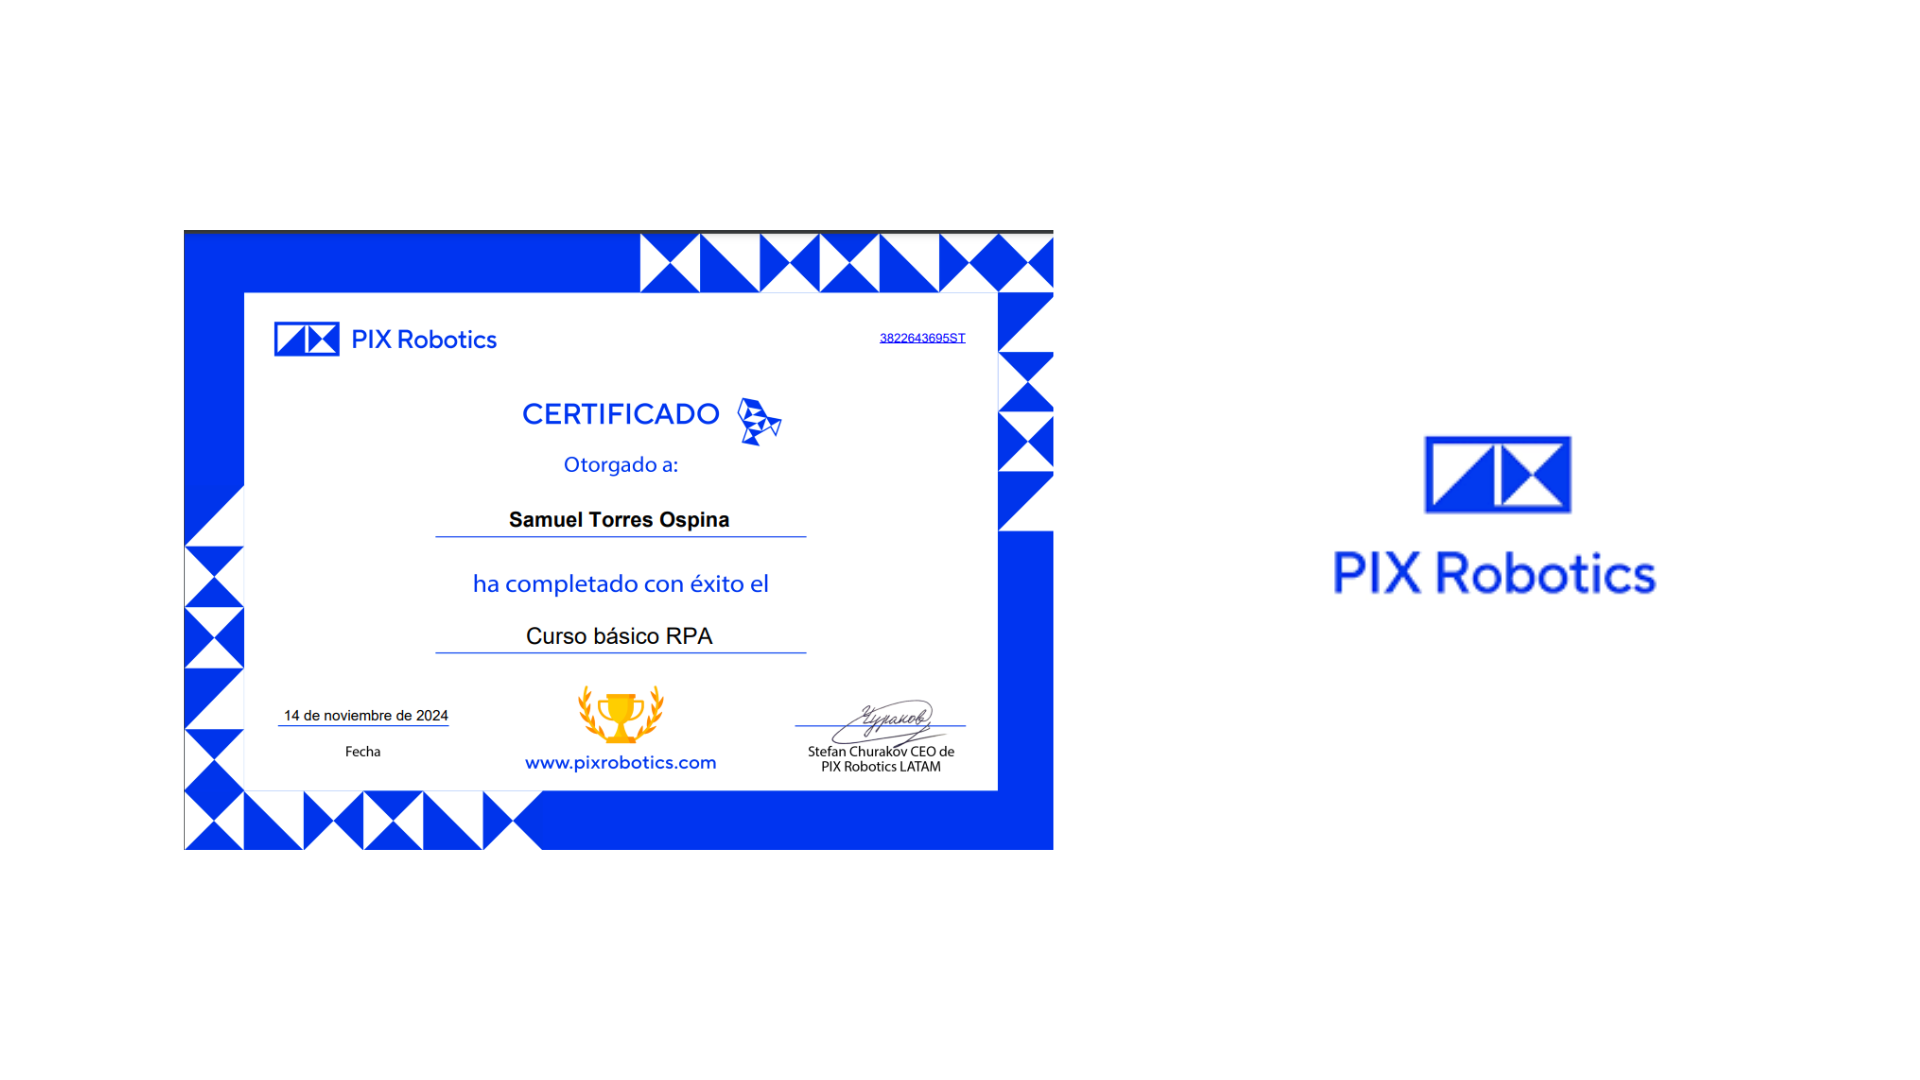 PIX Robotics
3822643695ST
CERTIFICADO
Otorgado a:
Samuel Torres Ospina
ha completado con éxito el
Curso básico RPA
14 de noviembre de 2024
Fecha
www.pixrobotics.com
Чураков
Stefan Churakov CEO de
PIX Robotics LATAM
PIX Robotics